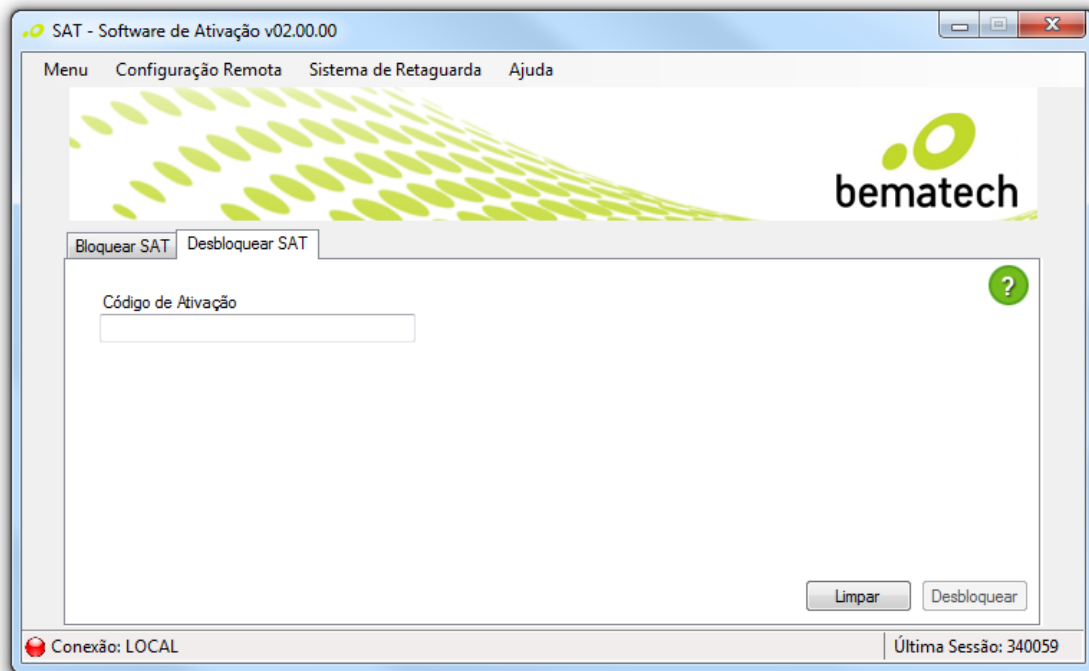 SAT - Software de Ativação v02.00.00
Menu Configuração Remota Sistema de Retaguarda Ajuda
bematech
Bloquear SAT Desbloquear SAT
?
Código de Ativação
Limpar Desbloquear
Conexão: LOCAL Última Sessão: 340059